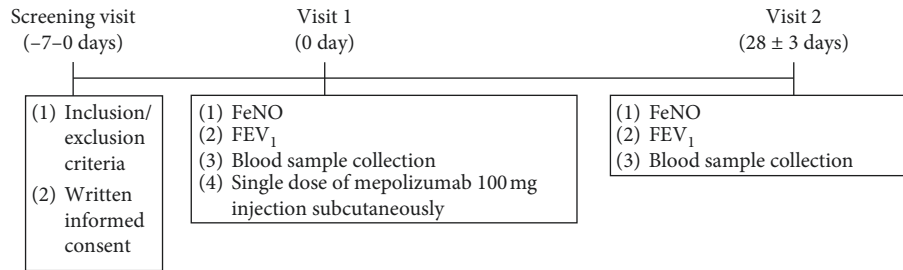 Screening visit
(–7–0 days)
Visit 1
(0 day)
Visit 2
(28 ± 3 days)
(1) Inclusion/
exclusion
criteria
(2) Written
informed
consent
(1) FeNO
(2) FEV₁
(3) Blood sample collection
(4) Single dose of mepolizumab 100 mg
injection subcutaneously
(1) FeNO
(2) FEV₁
(3) Blood sample collection